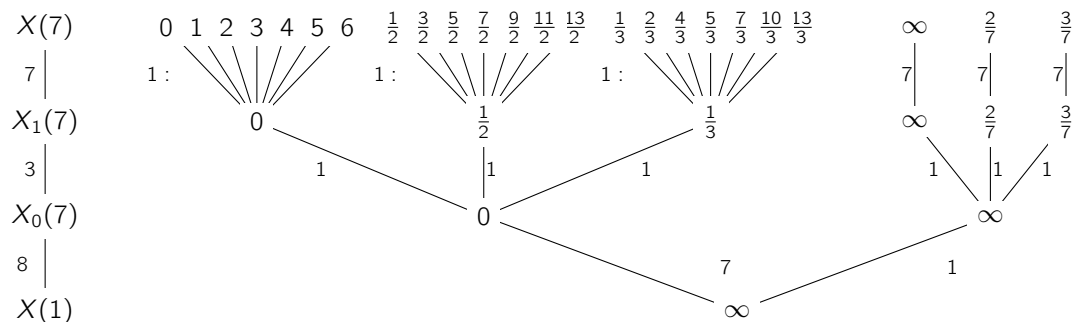 X(7) 0 1 2 3 4 5 6 1/2 3/2 5/2 7/2 9/2 11/2 13/2 1/3 2/3 4/3 5/3 7/3 10/3 13/3 ∞ 2/7 3/7
7 1 : 1 : 1 : 7 7 7
X₁(7) 0 1/2 1/3 ∞ 2/7 3/7
3 1 1 1 1 1 1
X₀(7) 0 ∞
8 7 1
X(1) ∞